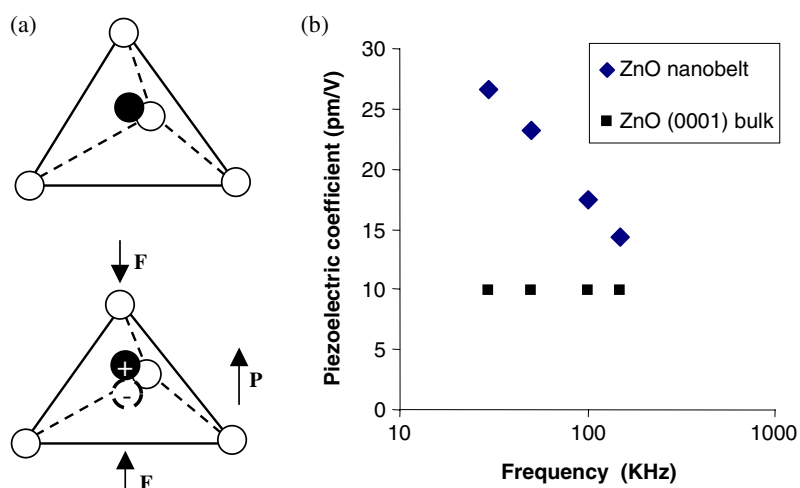 (a)
F
+
-
P
F
(b)
Piezoelectric coefficient (pm/V)
30
25
20
15
10
5
0
ZnO nanobelt
ZnO (0001) bulk
10
100
1000
Frequency (KHz)